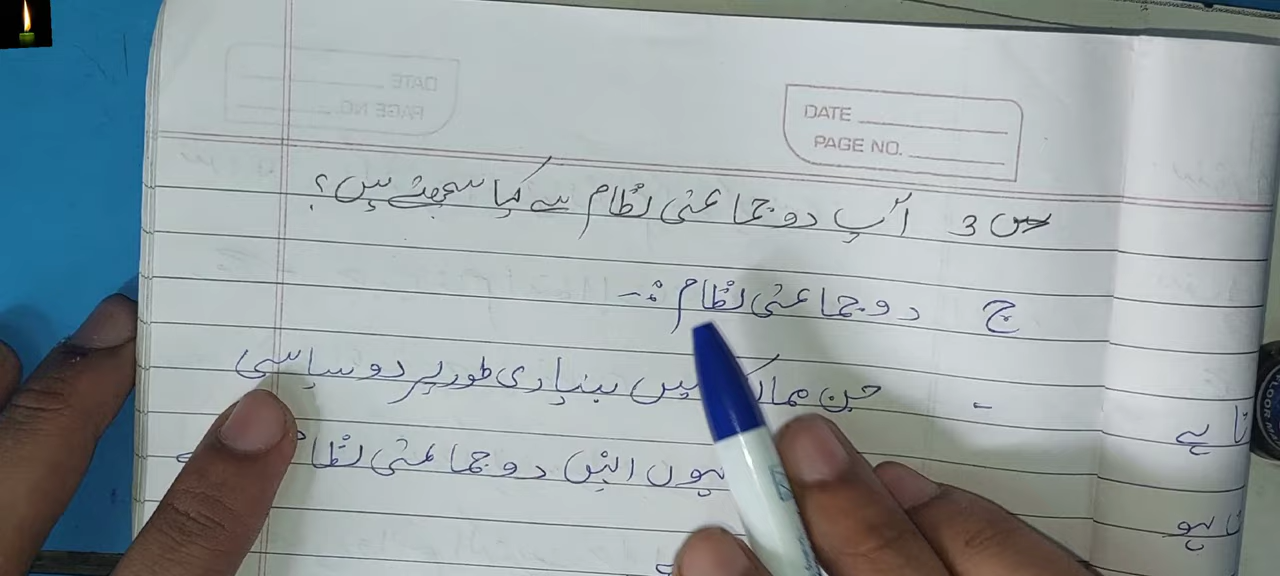 DATE
PAGE NO.
س 3 آپ دو جماعتی نظام سے کیا سمجھتے ہیں؟
ج دو جماعتی نظام :-
- جن ممالک میں بنیادی طور پر دو سیاسی
ہوں انہیں دو جماعتی نظام